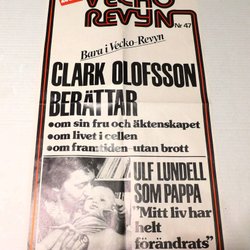 VECKO
REVYN
Nr 47
Bara i Vecko-Revyn
CLARK OLOFSSON
BERÄTTAR
•om sin fru och äktenskapet
•om livet i cellen
•om framtiden-utan brott
ULF LUNDELL
SOM PAPPA
"Mitt liv har
helt
förändrats"